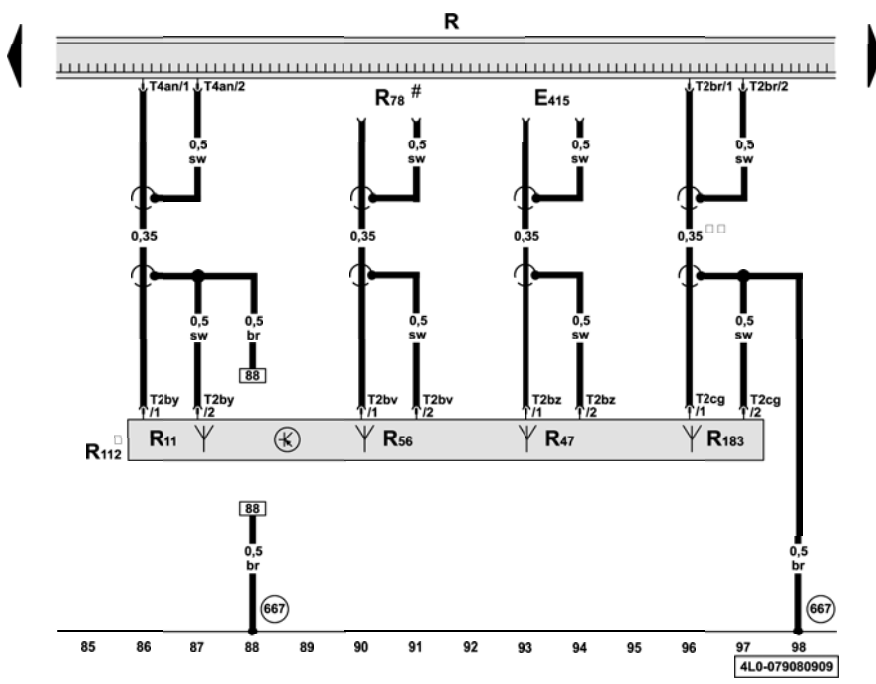 R
T4an/1 T4an/2 R78 # E415 T2br/1 T2br/2
0,5 sw 0,5 sw 0,5 sw 0,5 sw
0,35 0,35 0,35 0,35
0,5 sw 0,5 br 0,5 sw 0,5 sw 0,5 sw
88
T2by/1 T2by/2 T2bv/1 T2bv/2 T2bz/1 T2bz/2 T2cg/1 T2cg/2
R112 R11 R56 R47 R183
88
0,5 br 0,5 br
667 667
85 86 87 88 89 90 91 92 93 94 95 96 97 98
4L0-079080909